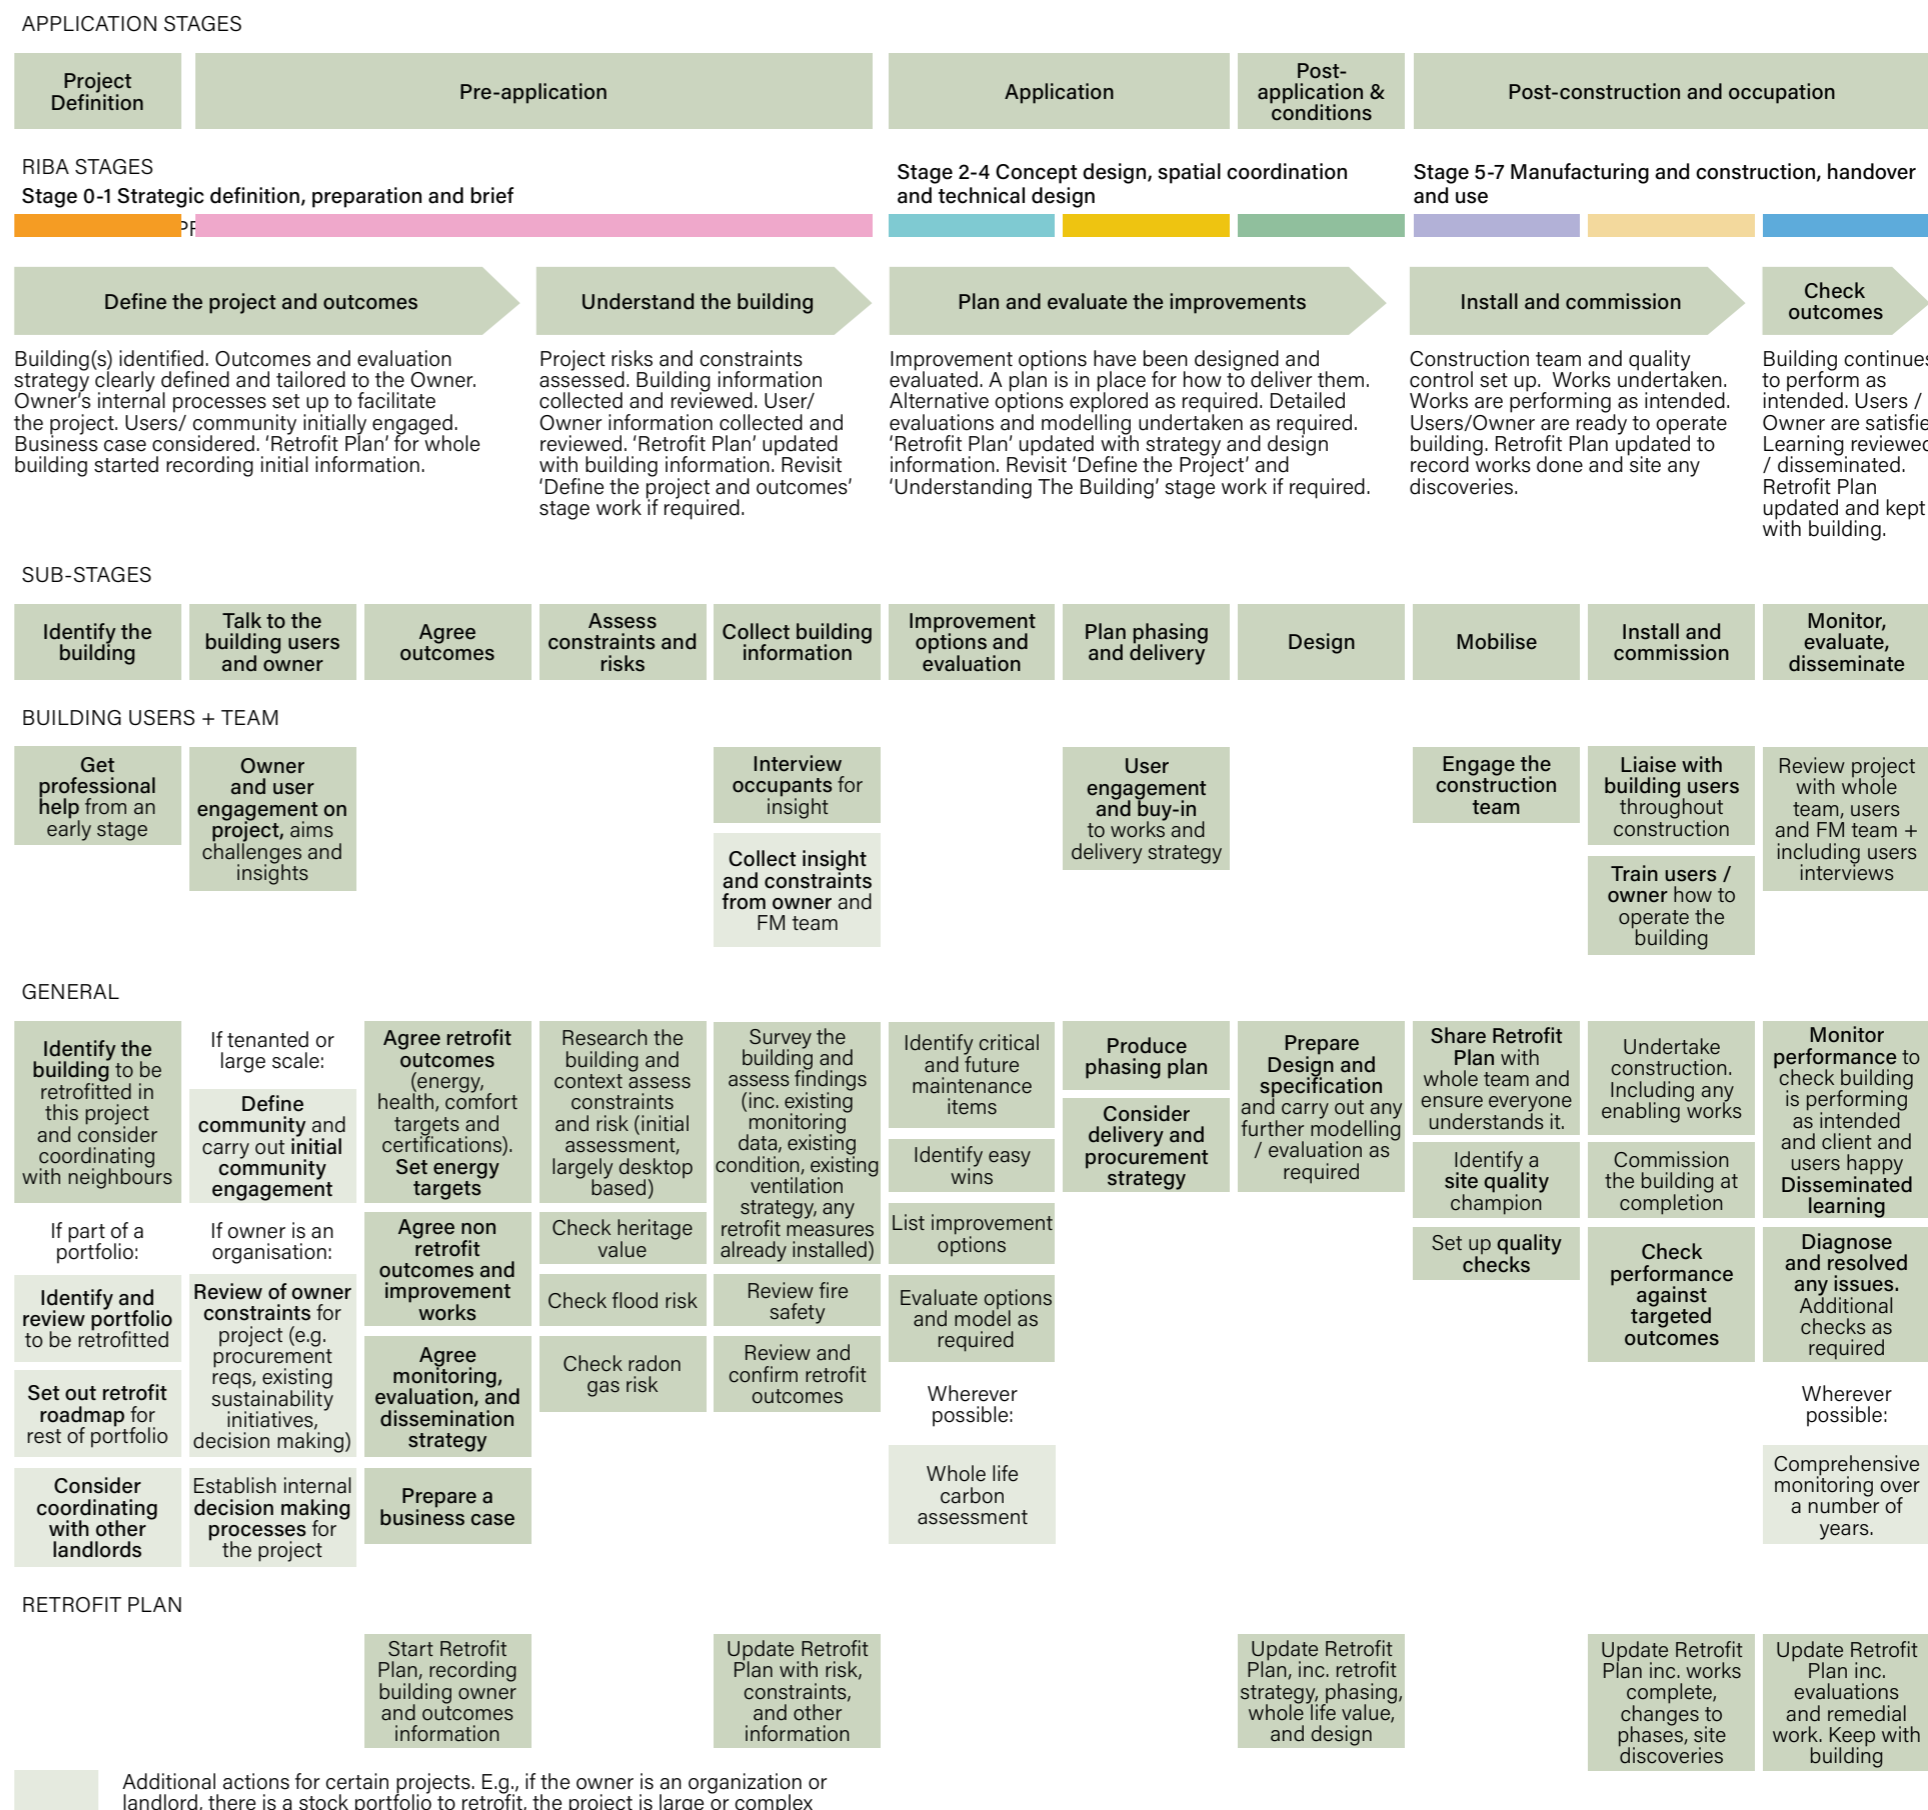 APPLICATION STAGES
Project
Definition
Pre-application
Application
Post-
application &
conditions
Post-construction and occupation
RIBA STAGES
Stage 0-1 Strategic definition, preparation and brief
Stage 2-4 Concept design, spatial coordination
and technical design
Stage 5-7 Manufacturing and construction, handover
and use
Define the project and outcomes
Building(s) identified. Outcomes and evaluation
strategy clearly defined and tailored to the Owner.
Owner's internal processes set up to facilitate
the project. Users/ community initially engaged.
Business case considered. ‘Retrofit Plan’ for whole
building started recording initial information.
Understand the building
Project risks and constraints
assessed. Building information
collected and reviewed. User/
Owner information collected and
reviewed. ‘Retrofit Plan’ updated
with building information. Revisit
‘Define the project and outcomes’
stage work if required.
Plan and evaluate the improvements
Improvement options have been designed and
evaluated. A plan is in place for how to deliver them.
Alternative options explored as required. Detailed
evaluations and modelling undertaken as required.
‘Retrofit Plan’ updated with strategy and design
information. Revisit ‘Define the Project’ and
‘Understanding The Building’ stage work if required.
Install and commission
Construction team and quality
control set up. Works undertaken.
Works are performing as intended.
Users/Owner are ready to operate
building. Retrofit Plan updated to
record works done and site any
discoveries.
Check
outcomes
Building continues
to perform as
intended. Users /
Owner are satisfie
Learning reviewed
/ disseminated.
Retrofit Plan
updated and kept
with building.
SUB-STAGES
Identify the
building
Talk to the
building users
and owner
Agree
outcomes
Assess
constraints and
risks
Collect building
information
Improvement
options and
evaluation
Plan phasing
and delivery
Design
Mobilise
Install and
commission
Monitor,
evaluate,
disseminate
BUILDING USERS + TEAM
Get
professional
help from an
early stage
Owner
and user
engagement on
project, aims
challenges and
insights
Interview
occupants for
insight
Collect insight
and constraints
from owner and
FM team
User
engagement
and buy-in
to works and
delivery strategy
Engage the
construction
team
Liaise with
building users
throughout
construction
Train users /
owner how to
operate the
building
Review project
with whole
team, users
and FM team +
including users
interviews
GENERAL
Identify the
building to be
retrofitted in
this project
and consider
coordinating
with neighbours
If part of a
portfolio:
Identify and
review portfolio
to be retrofitted
Set out retrofit
roadmap for
rest of portfolio
Consider
coordinating
with other
landlords
If tenanted or
large scale:
Define
community and
carry out initial
community
engagement
If owner is an
organisation:
Review of owner
constraints for
project (e.g.
procurement
reqs, existing
sustainability
initiatives,
decision making)
Establish internal
decision making
processes for
the project
Agree retrofit
outcomes
(energy,
health, comfort
targets and
certifications).
Set energy
targets
Agree non
retrofit
outcomes and
improvement
works
Agree
monitoring,
evaluation, and
dissemination
strategy
Prepare a
business case
Research the
building and
context assess
constraints
and risk (initial
assessment,
largely desktop
based)
Check heritage
value
Check flood risk
Check radon
gas risk
Survey the
building and
assess findings
(inc. existing
monitoring
data, existing
condition, existing
ventilation
strategy, any
retrofit measures
already installed)
Review fire
safety
Review and
confirm retrofit
outcomes
Identify critical
and future
maintenance
items
Identify easy
wins
List improvement
options
Evaluate options
and model as
required
Wherever
possible:
Whole life
carbon
assessment
Produce
phasing plan
Consider
delivery and
procurement
strategy
Prepare
Design and
specification
and carry out any
further modelling
/ evaluation as
required
Share Retrofit
Plan with
whole team and
ensure everyone
understands it.
Identify a
site quality
champion
Set up quality
checks
Undertake
construction.
Including any
enabling works
Commission
the building at
completion
Check
performance
against
targeted
outcomes
Monitor
performance to
check building
is performing
as intended
and client and
users happy
Disseminated
learning
Diagnose
and resolved
any issues.
Additional
checks as
required
Wherever
possible:
Comprehensive
monitoring over
a number of
years.
RETROFIT PLAN
Start Retrofit
Plan, recording
building owner
and outcomes
information
Update Retrofit
Plan with risk,
constraints,
and other
information
Update Retrofit
Plan, inc. retrofit
strategy, phasing,
whole life value,
and design
Update Retrofit
Plan inc. works
complete,
changes to
phases, site
discoveries
Update Retrofit
Plan inc.
evaluations
and remedial
work. Keep with
building
Additional actions for certain projects. E.g., if the owner is an organization or
landlord, there is a stock portfolio to retrofit, the project is large or complex